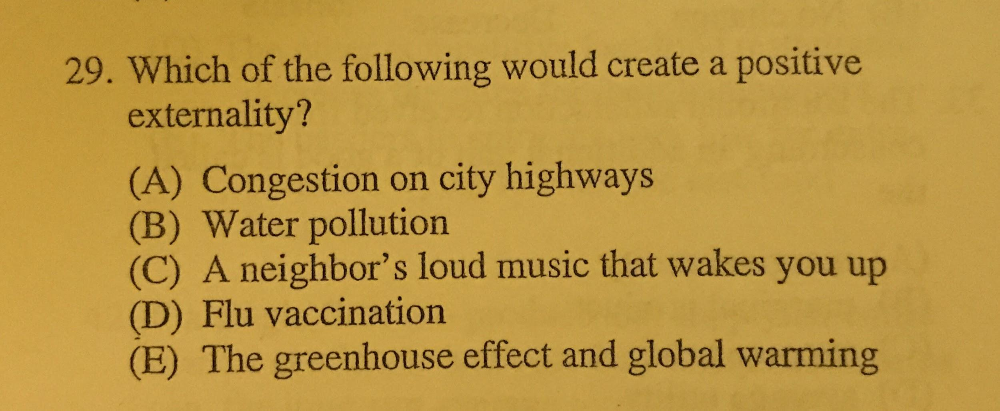 29. Which of the following would create a positive
externality?
(A) Congestion on city highways
(B) Water pollution
(C) A neighbor's loud music that wakes you up
(D) Flu vaccination
(E) The greenhouse effect and global warming